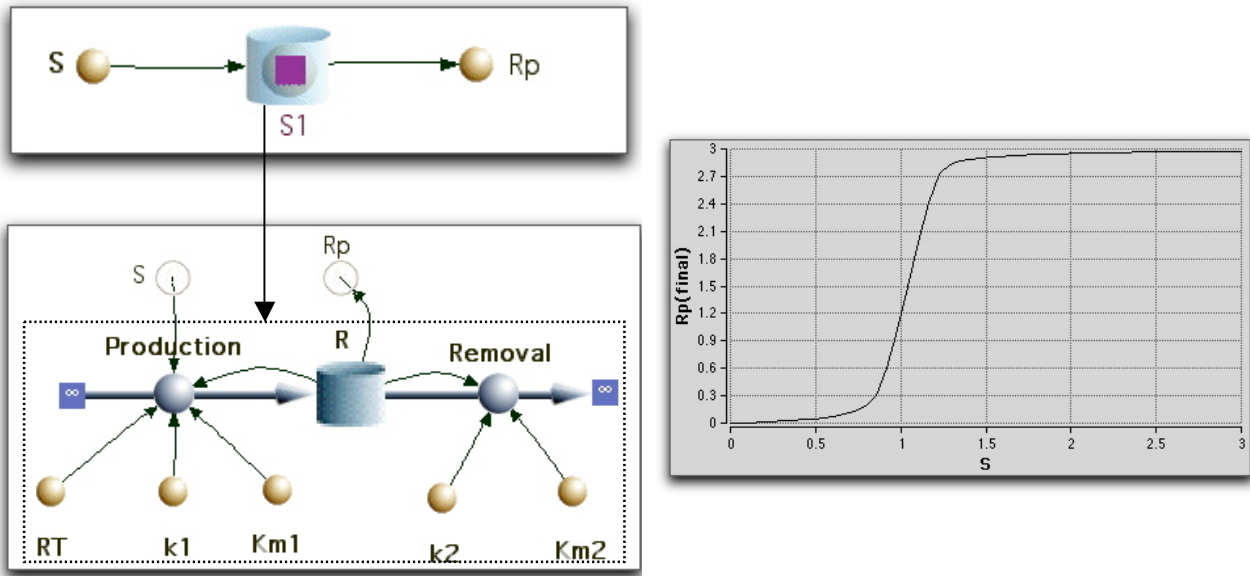 S
Rp
S1
S
Rp
Production
R
Removal
∞
∞
RT
k1
Km1
k2
Km2
Rp(final)
3
2.7
2.4
2.1
1.8
1.5
1.2
0.9
0.6
0.3
0
0
0.5
1
1.5
2
2.5
3
S